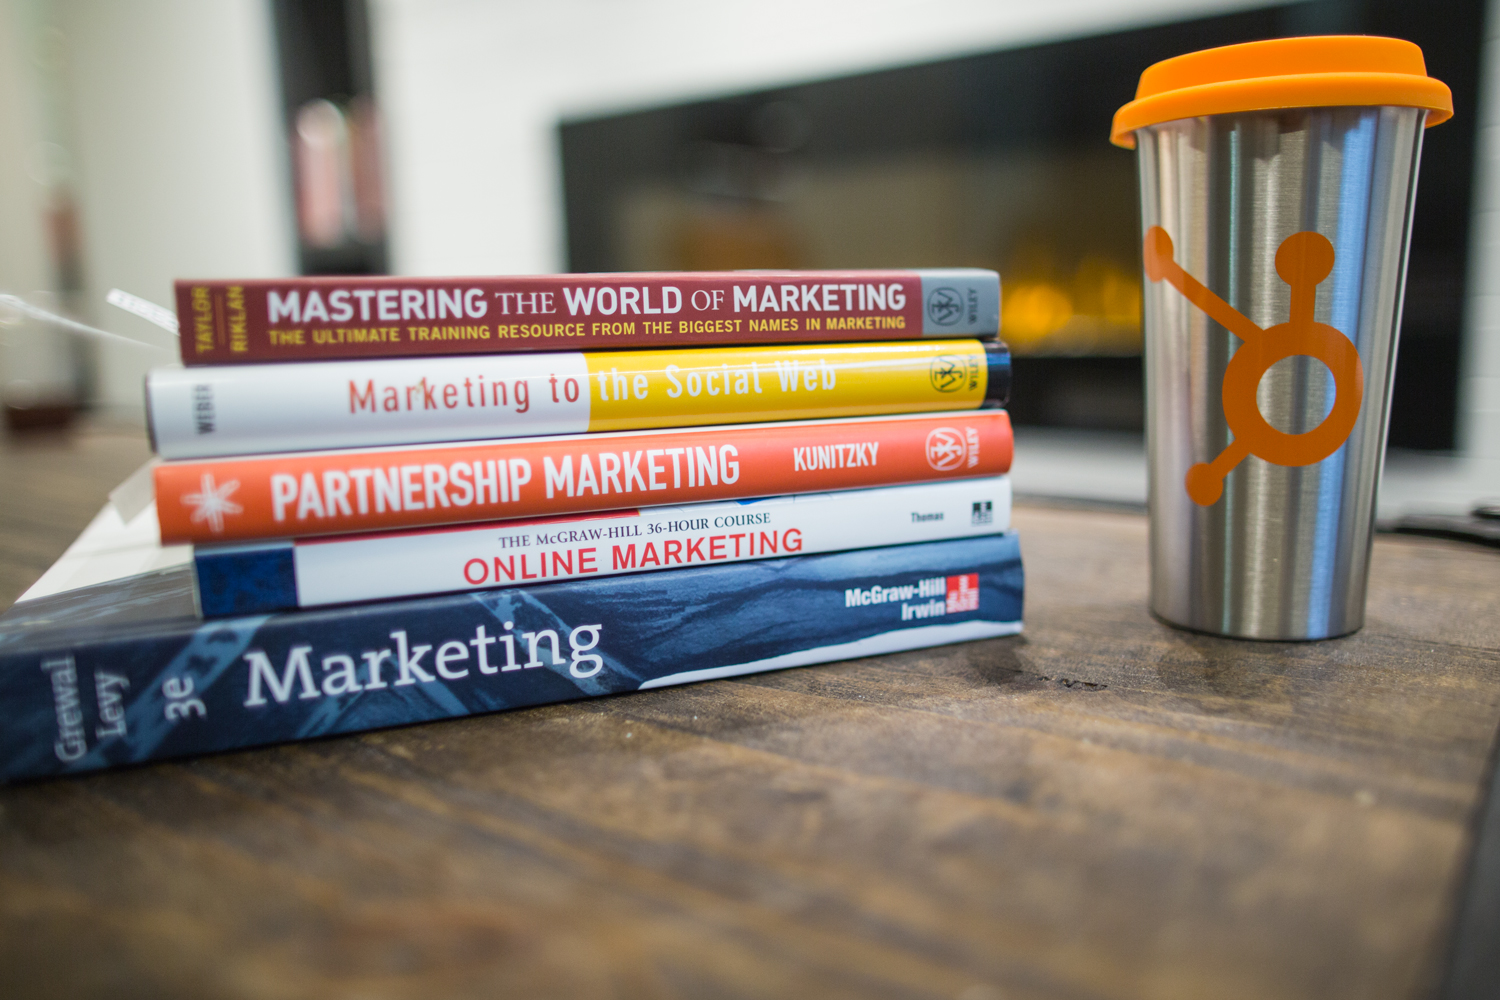 TAYLOR
RIKLAN
MASTERING THE WORLD OF MARKETING
THE ULTIMATE TRAINING RESOURCE FROM THE BIGGEST NAMES IN MARKETING
WILEY
WEBER
Marketing to the Social Web
WILEY
PARTNERSHIP MARKETING
KUNITZKY
WILEY
THE McGRAW-HILL 36-HOUR COURSE
ONLINE MARKETING
Thomas
Grewal
Levy
3e
Marketing
McGraw-Hill
Irwin